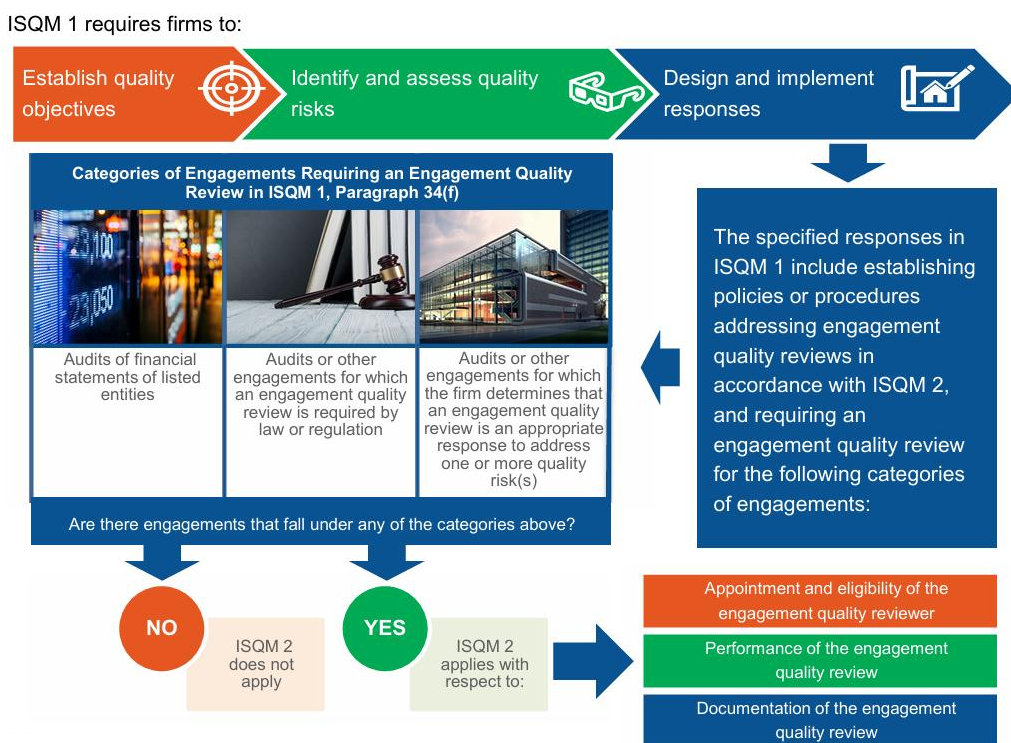 ISQM 1 requires firms to:
Establish quality
objectives
Identify and assess quality
risks
Design and implement
responses
Categories of Engagements Requiring an Engagement Quality
Review in ISQM 1, Paragraph 34(f)
23,100
23,050
Audits of financial
statements of listed
entities
Audits or other
engagements for which
an engagement quality
review is required by
law or regulation
Audits or other
engagements for which
the firm determines that
an engagement quality
review is an appropriate
response to address
one or more quality
risk(s)
The specified responses in
ISQM 1 include establishing
policies or procedures
addressing engagement
quality reviews in
accordance with ISQM 2,
and requiring an
engagement quality review
for the following categories
of engagements:
Are there engagements that fall under any of the categories above?
NO
ISQM 2
does not
apply
YES
ISQM 2
applies with
respect to:
Appointment and eligibility of the
engagement quality reviewer
Performance of the engagement
quality review
Documentation of the engagement
quality review